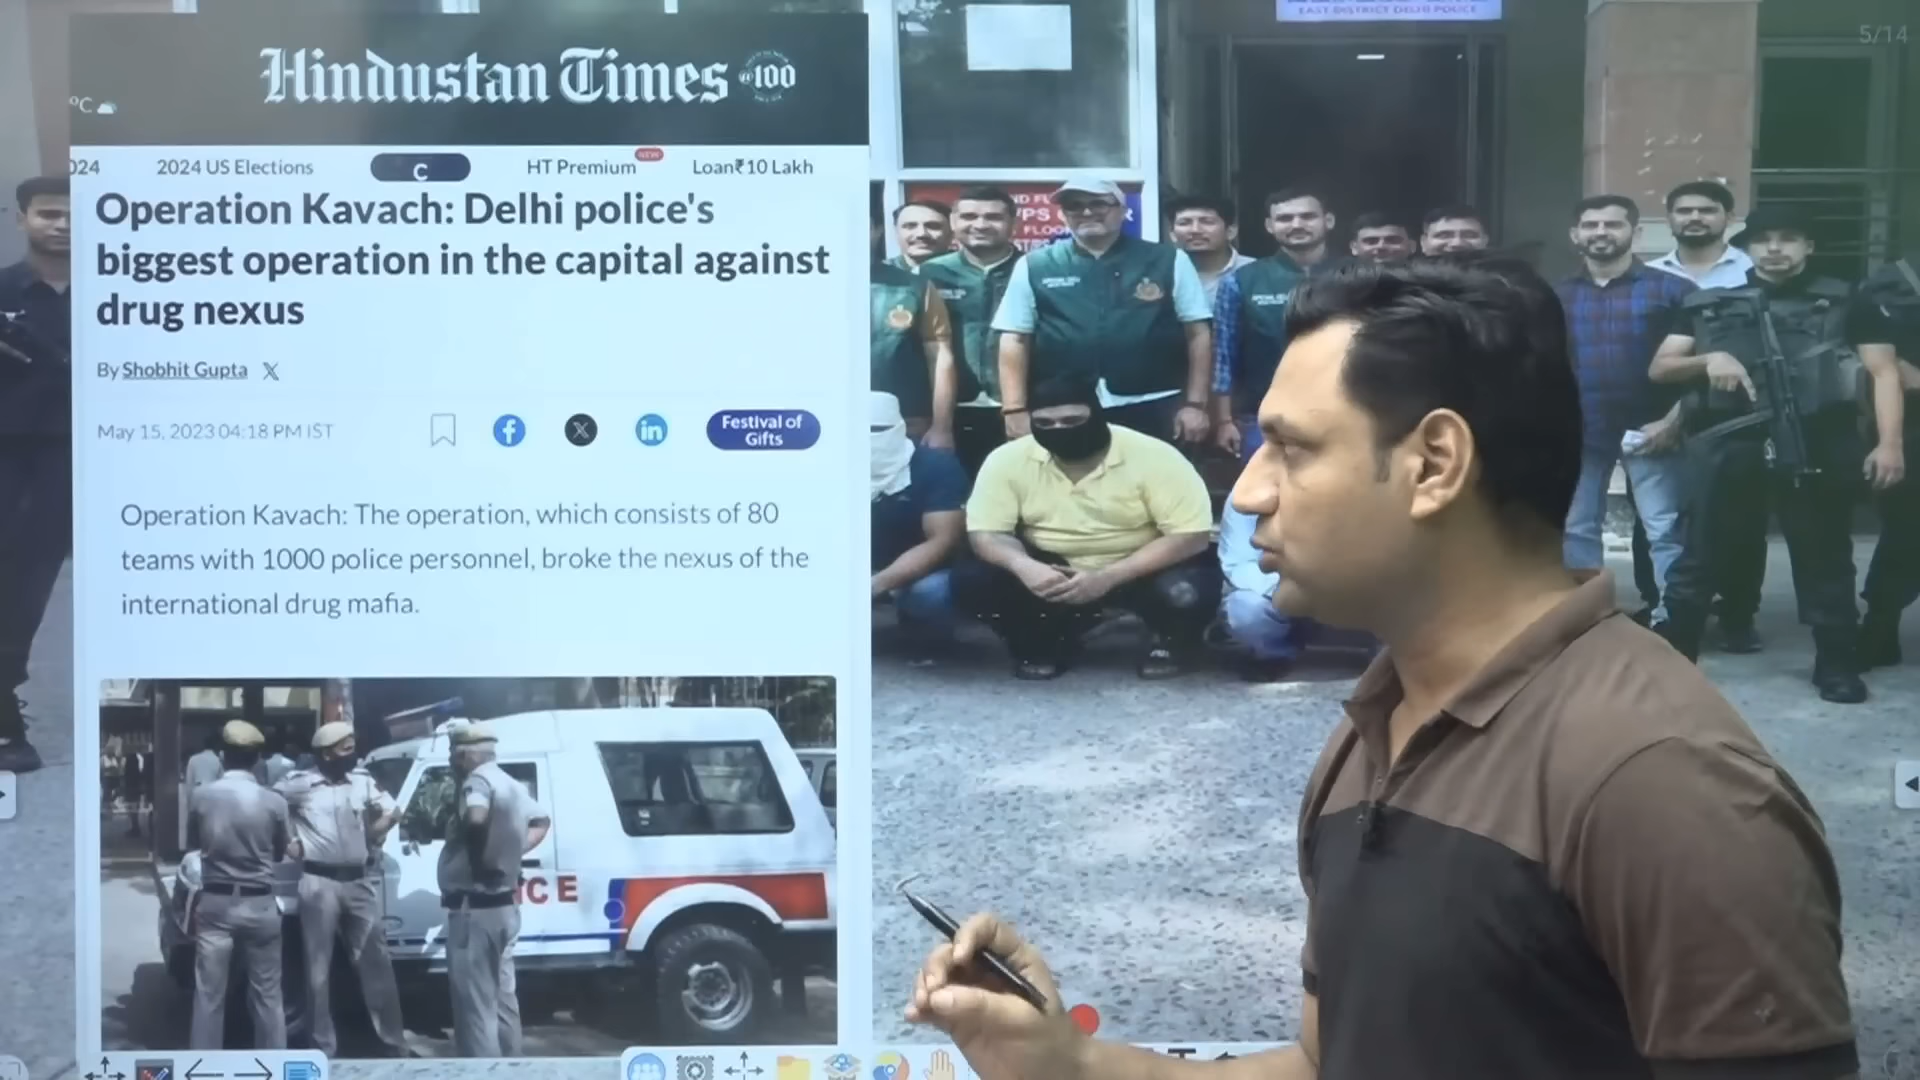 EAST DISTRICT DELHI POLICE
5/14
Hindustan Times @100
°C
024 2024 US Elections C HT Premium NEW Loan₹10 Lakh
Operation Kavach: Delhi police's
biggest operation in the capital against
drug nexus
By Shobhit Gupta X
May 15, 2023 04:18 PM IST
Festival of
Gifts
Operation Kavach: The operation, which consists of 80
teams with 1000 police personnel, broke the nexus of the
international drug mafia.
ICE